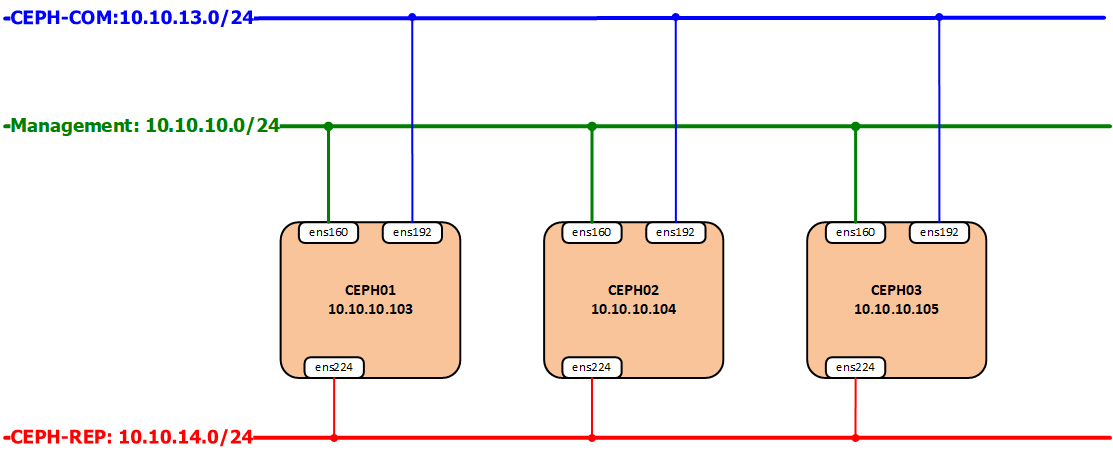 CEPH-COM:10.10.13.0/24
Management: 10.10.10.0/24
ens160
ens192
ens160
ens192
ens160
ens192
CEPH01
10.10.10.103
CEPH02
10.10.10.104
CEPH03
10.10.10.105
ens224
ens224
ens224
CEPH-REP: 10.10.14.0/24